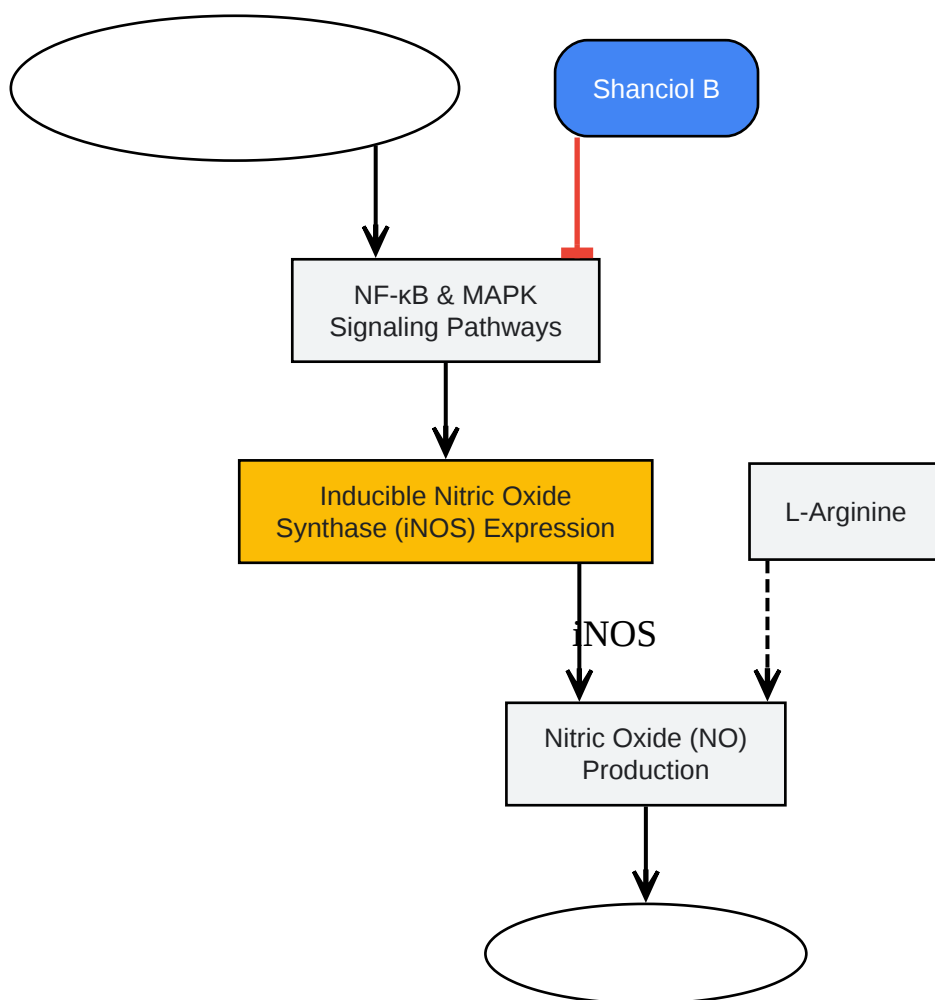 Shanciol B
NF-κB & MAPK
Signaling Pathways
Inducible Nitric Oxide
Synthase (iNOS) Expression
L-Arginine
iNOS
Nitric Oxide (NO)
Production